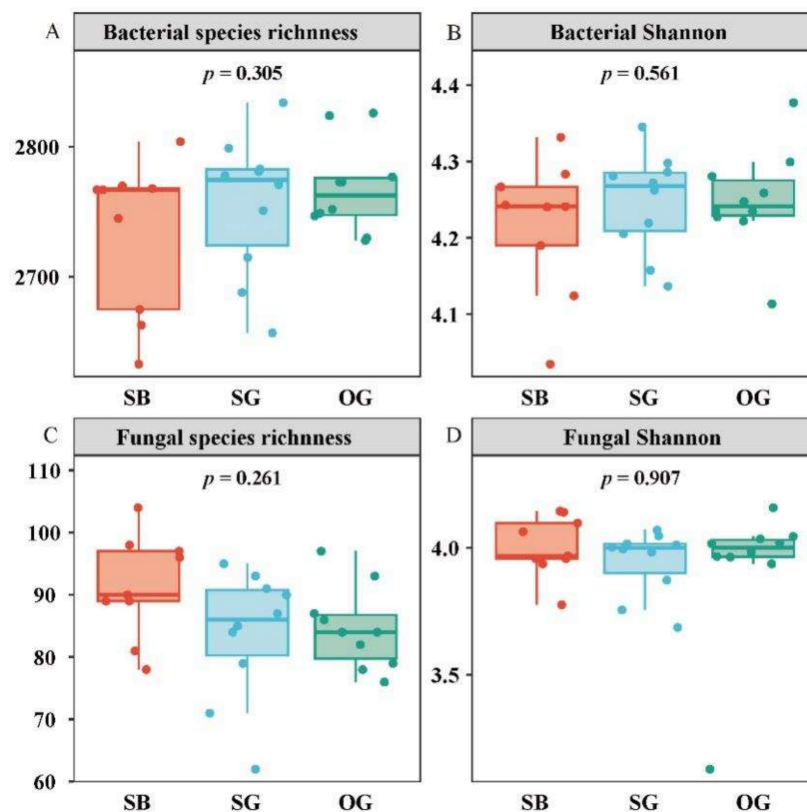 A Bacterial species richnness
p = 0.305
2800
2700
SB SG OG
B Bacterial Shannon
p = 0.561
4.4
4.3
4.2
4.1
SB SG OG
C Fungal species richnness
p = 0.261
110
100
90
80
70
60
SB SG OG
D Fungal Shannon
p = 0.907
4.0
3.5
SB SG OG